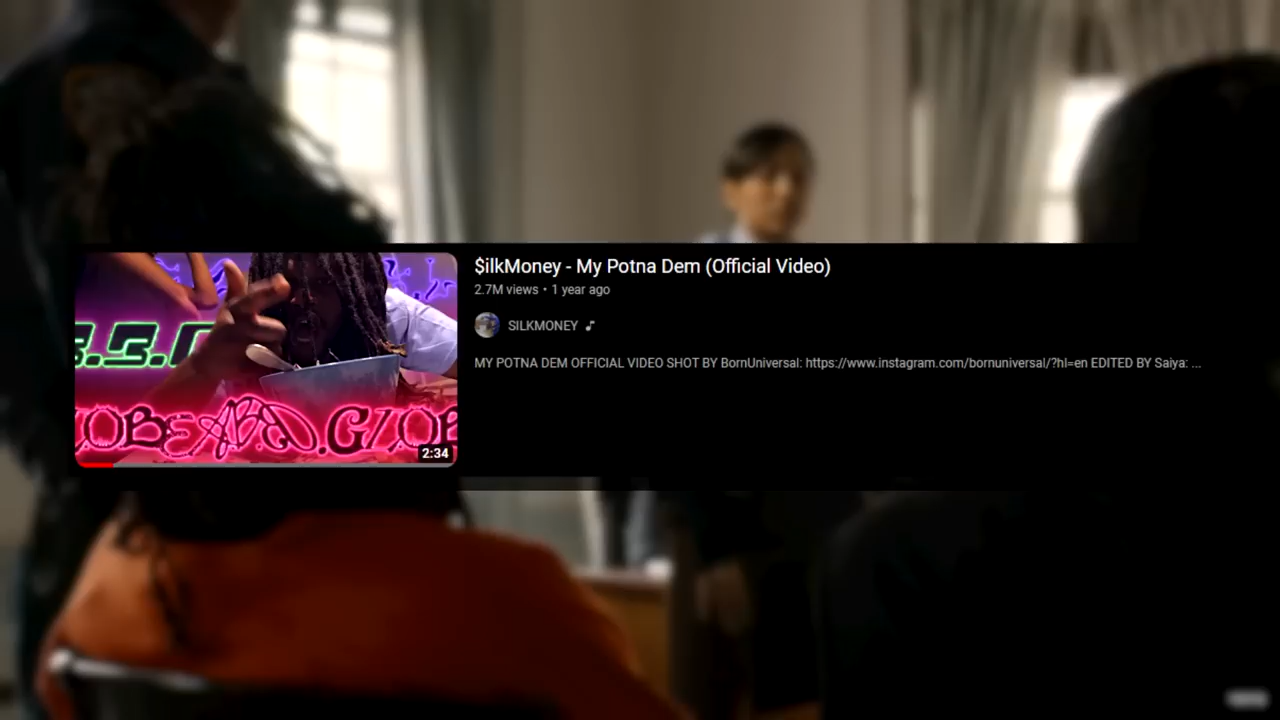 $ilkMoney - My Potna Dem (Official Video)
2.7M views • 1 year ago
SILKMONEY
MY POTNA DEM OFFICIAL VIDEO SHOT BY BornUniversal: https://www.instagram.com/bornuniversal/?hl=en EDITED BY Saiya: ...
2:34